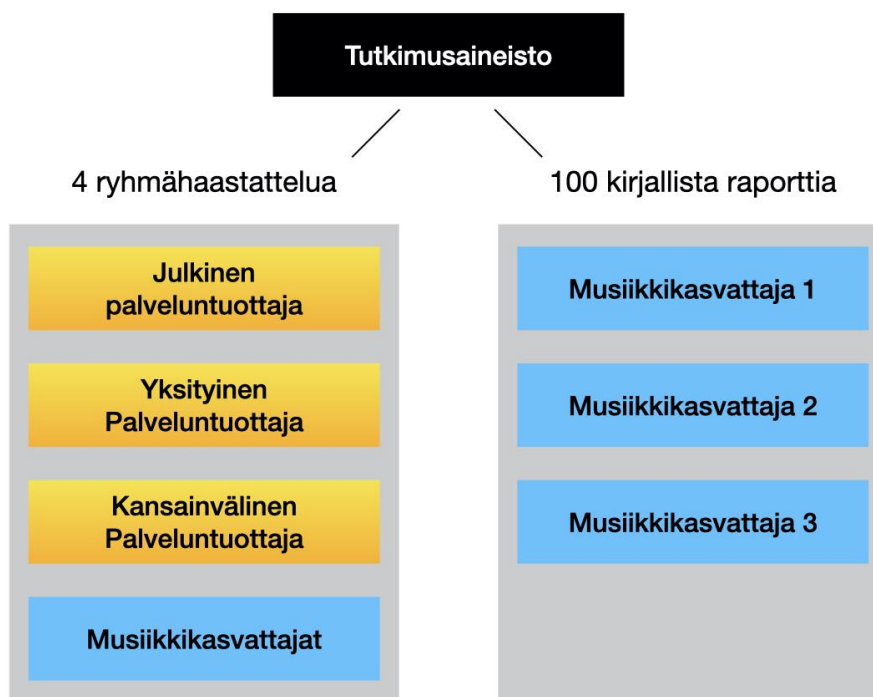 Tutkimusaineisto
4 ryhmähaastattelua
Julkinen
palveluntuottaja
Yksityinen
Palveluntuottaja
Kansainvälinen
Palveluntuottaja
Musiikkikasvattajat
100 kirjallista raporttia
Musiikkikasvattaja 1
Musiikkikasvattaja 2
Musiikkikasvattaja 3